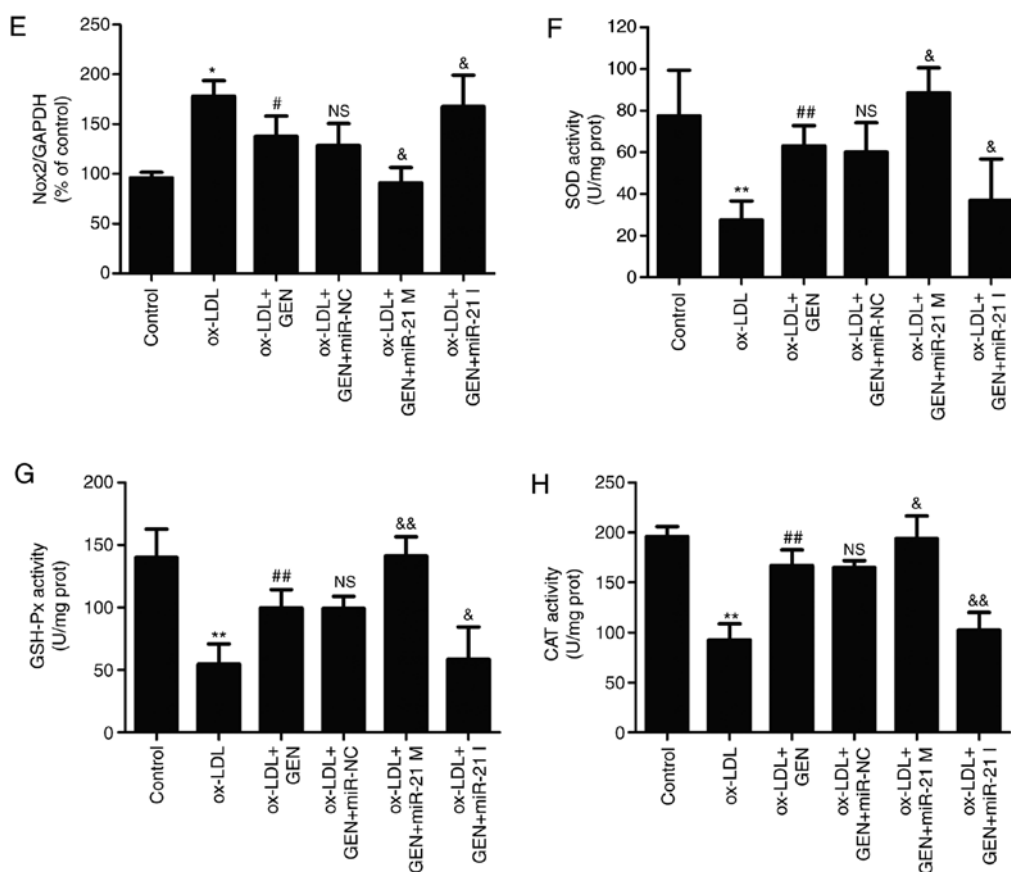 E
Nox2/GAPDH
(% of control)
250
200
150
100
50
0
*
#
NS
&
&
Control
ox-LDL
ox-LDL+
GEN
ox-LDL+
GEN+miR-NC
ox-LDL+
GEN+miR-21 M
ox-LDL+
GEN+miR-21 I
F
SOD activity
(U/mg prot)
120
100
80
60
40
20
0
**
##
NS
&
&
Control
ox-LDL
ox-LDL+
GEN
ox-LDL+
GEN+miR-NC
ox-LDL+
GEN+miR-21 M
ox-LDL+
GEN+miR-21 I
G
GSH-Px activity
(U/mg prot)
200
150
100
50
0
**
##
NS
&&
&
Control
ox-LDL
ox-LDL+
GEN
ox-LDL+
GEN+miR-NC
ox-LDL+
GEN+miR-21 M
ox-LDL+
GEN+miR-21 I
H
CAT activity
(U/mg prot)
250
200
150
100
50
0
**
##
NS
&
&&
Control
ox-LDL
ox-LDL+
GEN
ox-LDL+
GEN+miR-NC
ox-LDL+
GEN+miR-21 M
ox-LDL+
GEN+miR-21 I